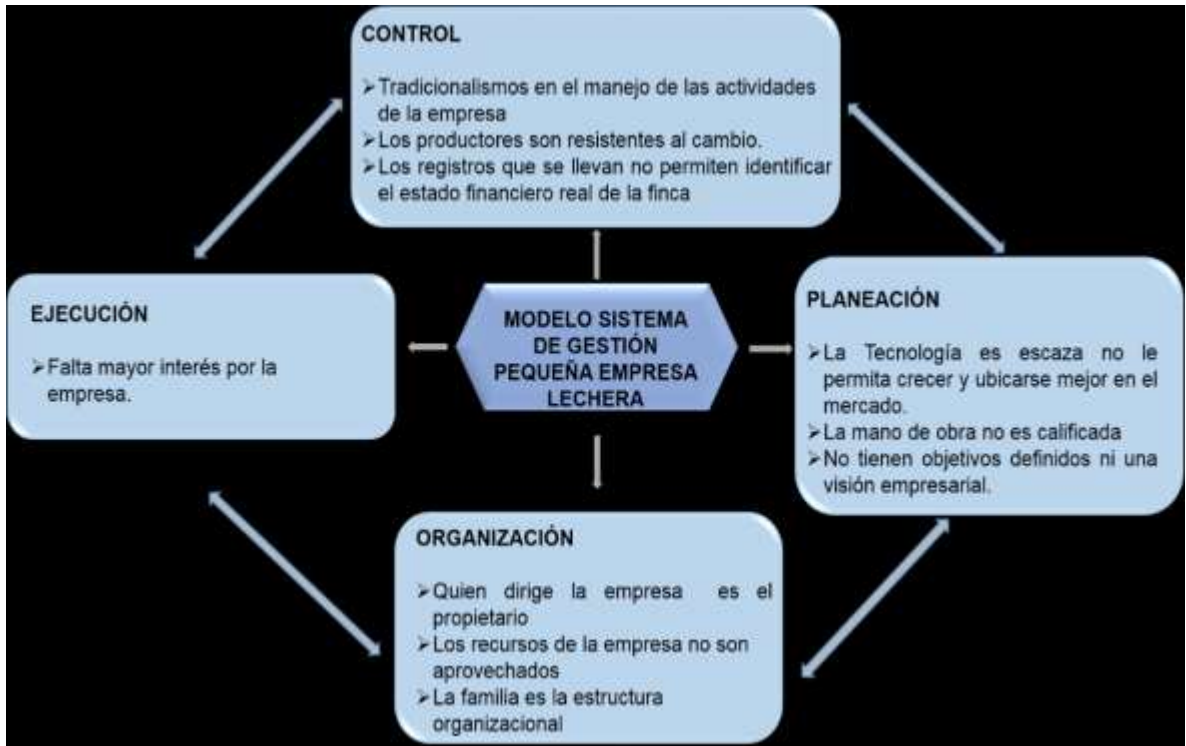 CONTROL
➢Tradicionalismos en el manejo de las actividades
de la empresa
➢Los productores son resistentes al cambio.
➢Los registros que se llevan no permiten identificar
el estado financiero real de la finca
EJECUCIÓN
➢Falta mayor interés por la
empresa.
MODELO SISTEMA
DE GESTIÓN
PEQUEÑA EMPRESA
LECHERA
PLANEACIÓN
➢La Tecnología es escaza no le
permita crecer y ubicarse mejor en el
mercado.
➢La mano de obra no es calificada
➢No tienen objetivos definidos ni una
visión empresarial.
ORGANIZACIÓN
➢Quien dirige la empresa es el
propietario
➢Los recursos de la empresa no son
aprovechados
➢La familia es la estructura
organizacional